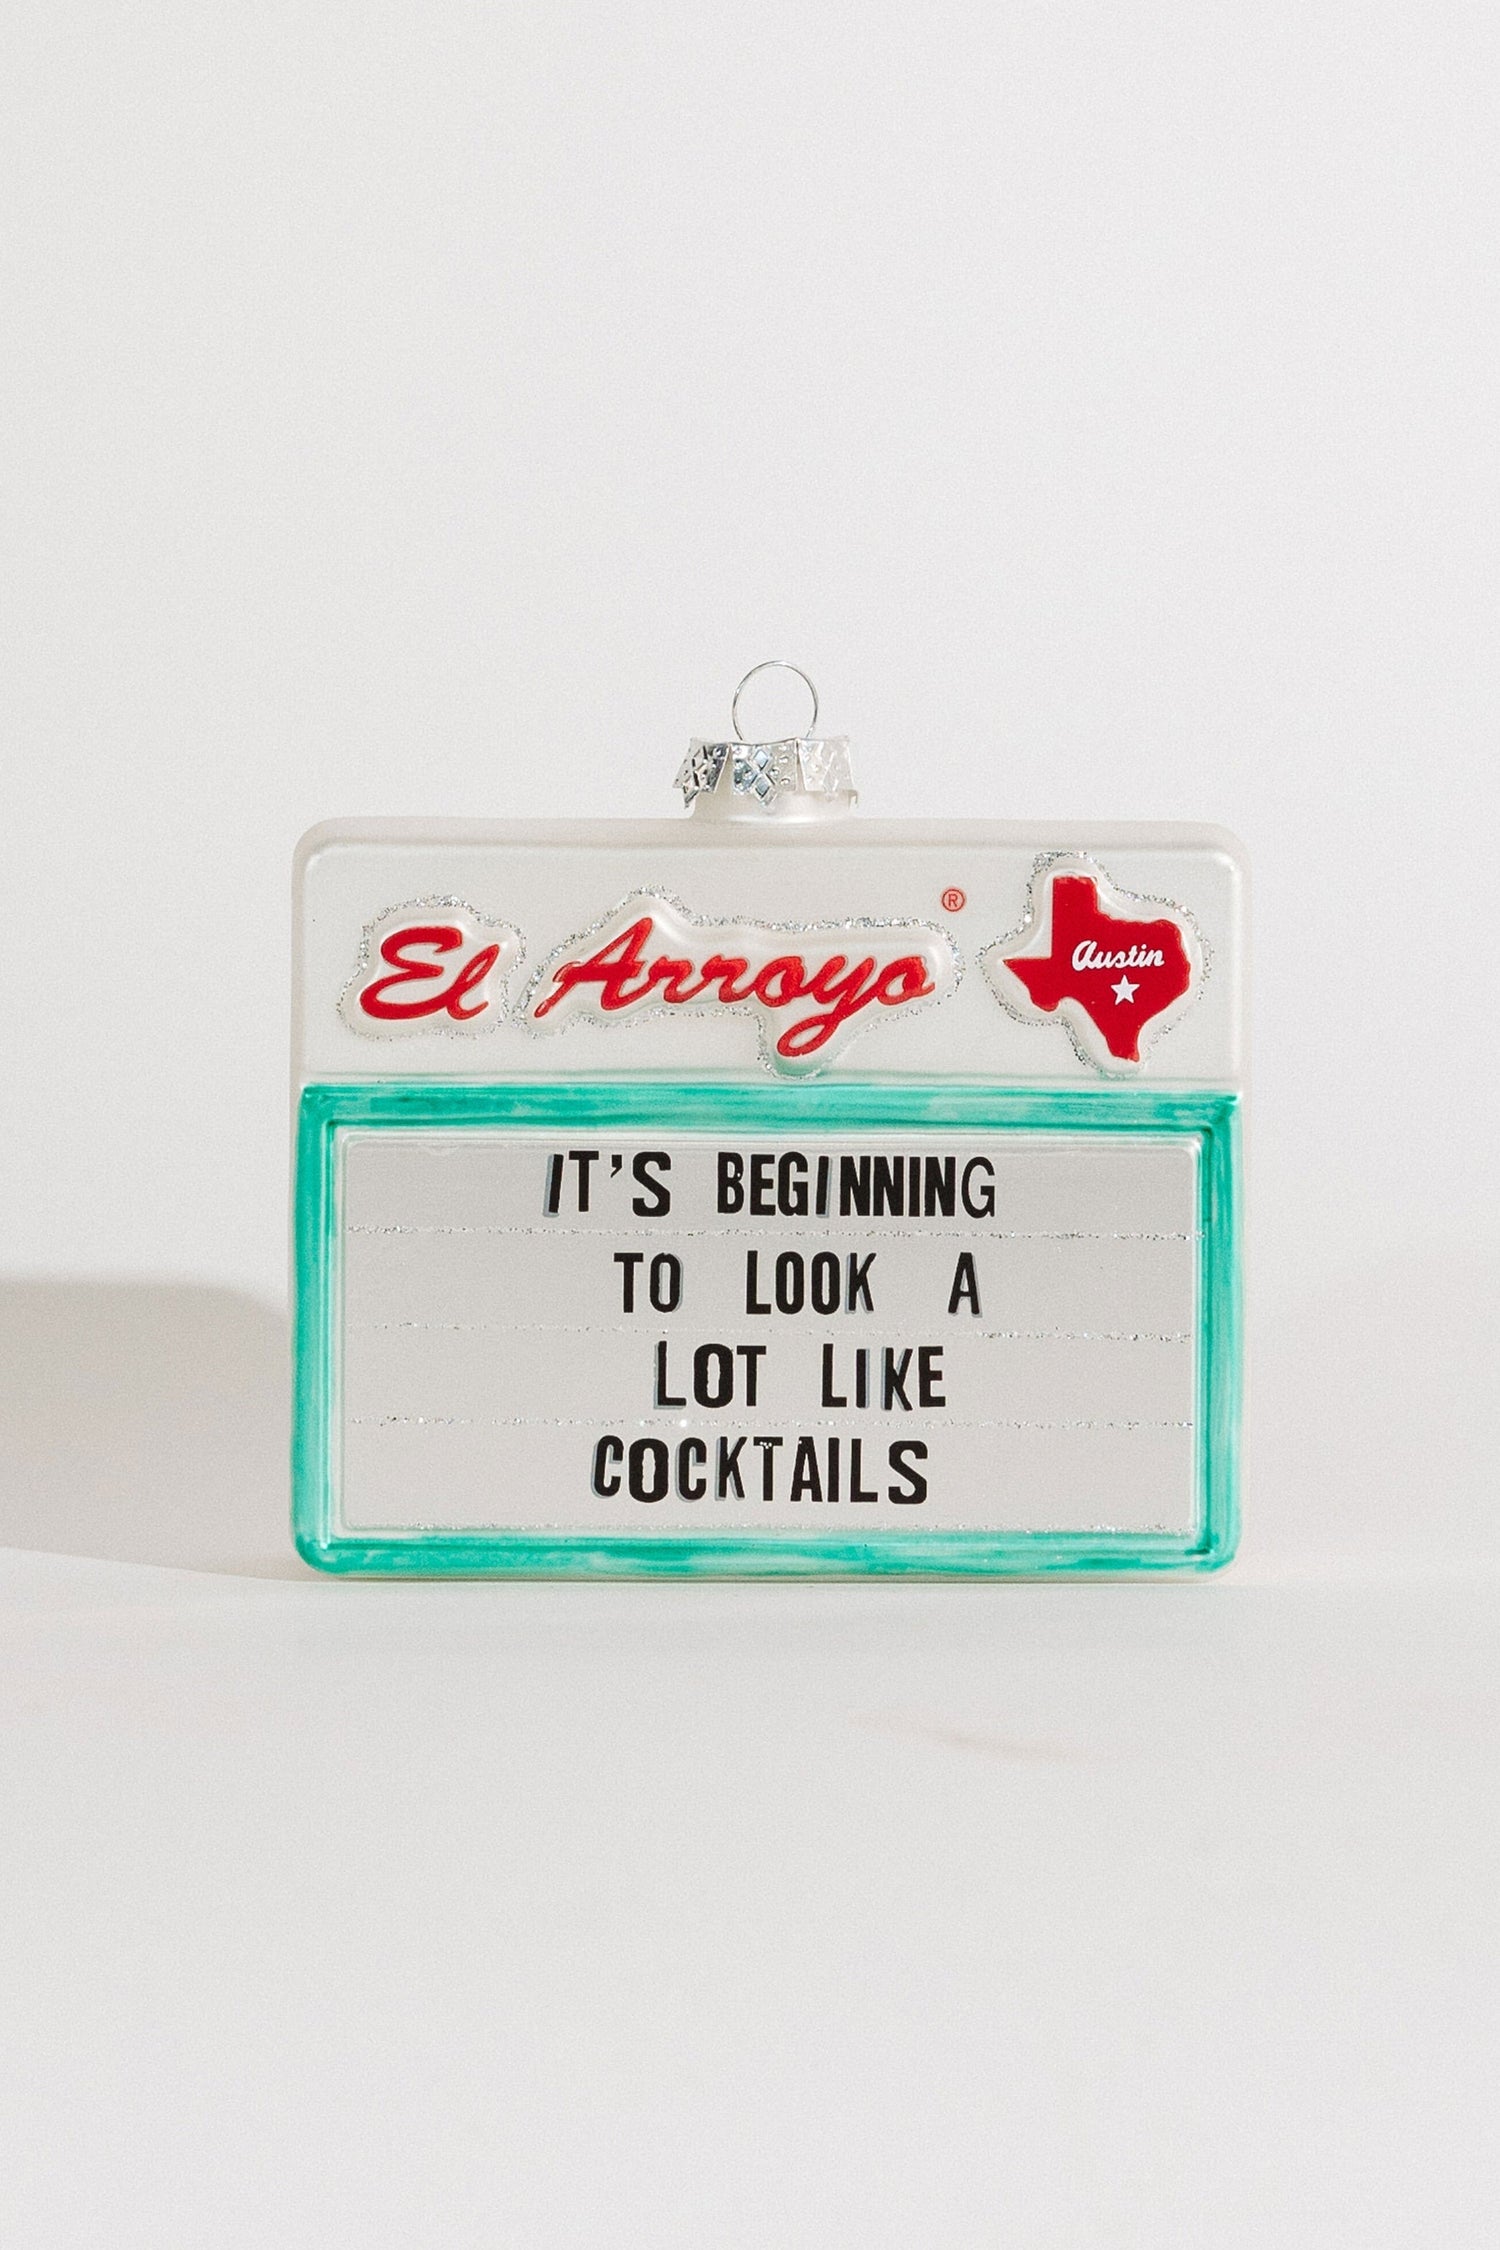 El Arroyo®
Austin
IT'S BEGINNING
TO LOOK A
LOT LIKE
COCKTAILS